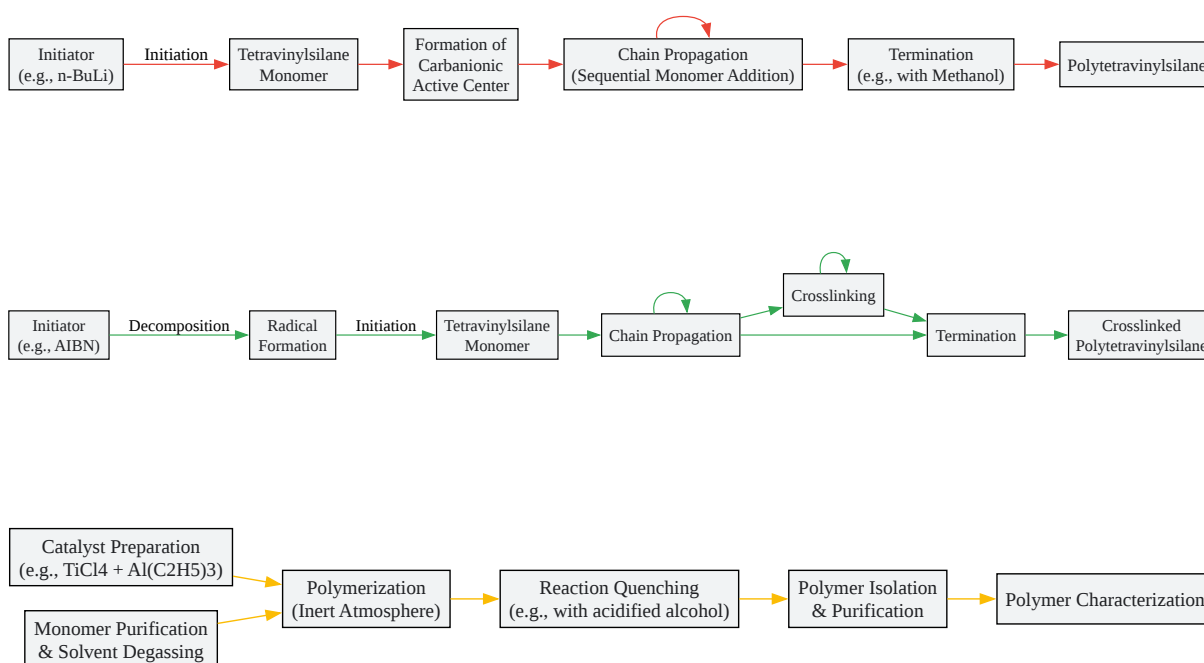 Initiator
(e.g., n-BuLi)
Initiation
Tetravinylsilane
Monomer
Formation of
Carbanionic
Active Center
Chain Propagation
(Sequential Monomer Addition)
Termination
(e.g., with Methanol)
Polytetravinylsilane
Initiator
(e.g., AIBN)
Decomposition
Radical
Formation
Initiation
Tetravinylsilane
Monomer
Chain Propagation
Crosslinking
Termination
Crosslinked
Polytetravinylsilane
Catalyst Preparation
(e.g., TiCl4 + Al(C2H5)3)
Monomer Purification
& Solvent Degassing
Polymerization
(Inert Atmosphere)
Reaction Quenching
(e.g., with acidified alcohol)
Polymer Isolation
& Purification
Polymer Characterization